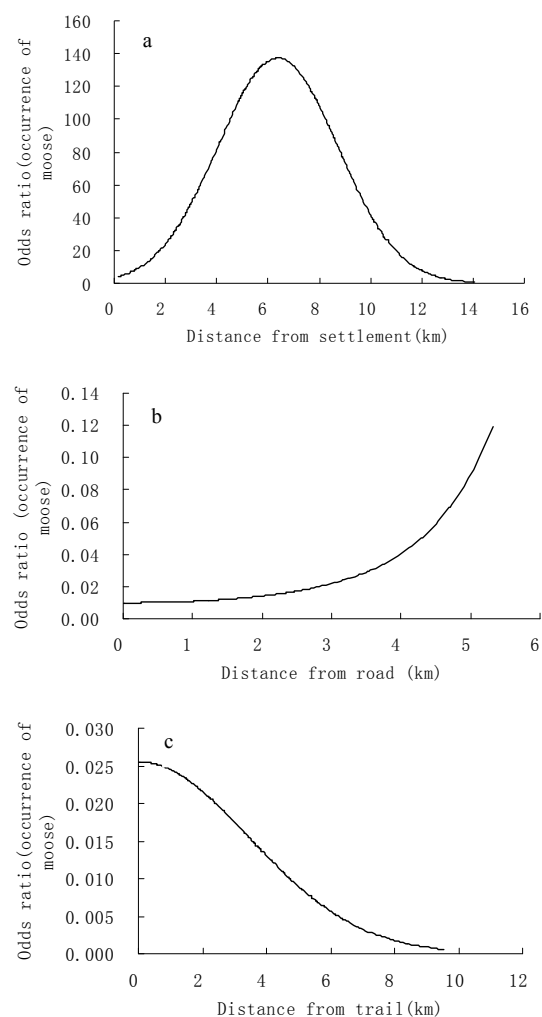 a
Odds ratio(occurrence of
moose)
160
140
120
100
80
60
40
20
0
0 2 4 6 8 10 12 14 16
Distance from settlement(km)
b
Odds ratio (occurrence of
moose)
0.14
0.12
0.10
0.08
0.06
0.04
0.02
0.00
0 1 2 3 4 5 6
Distance from road (km)
c
Odds ratio(occurrence of
moose)
0.030
0.025
0.020
0.015
0.010
0.005
0.000
0 2 4 6 8 10 12
Distance from trail(km)